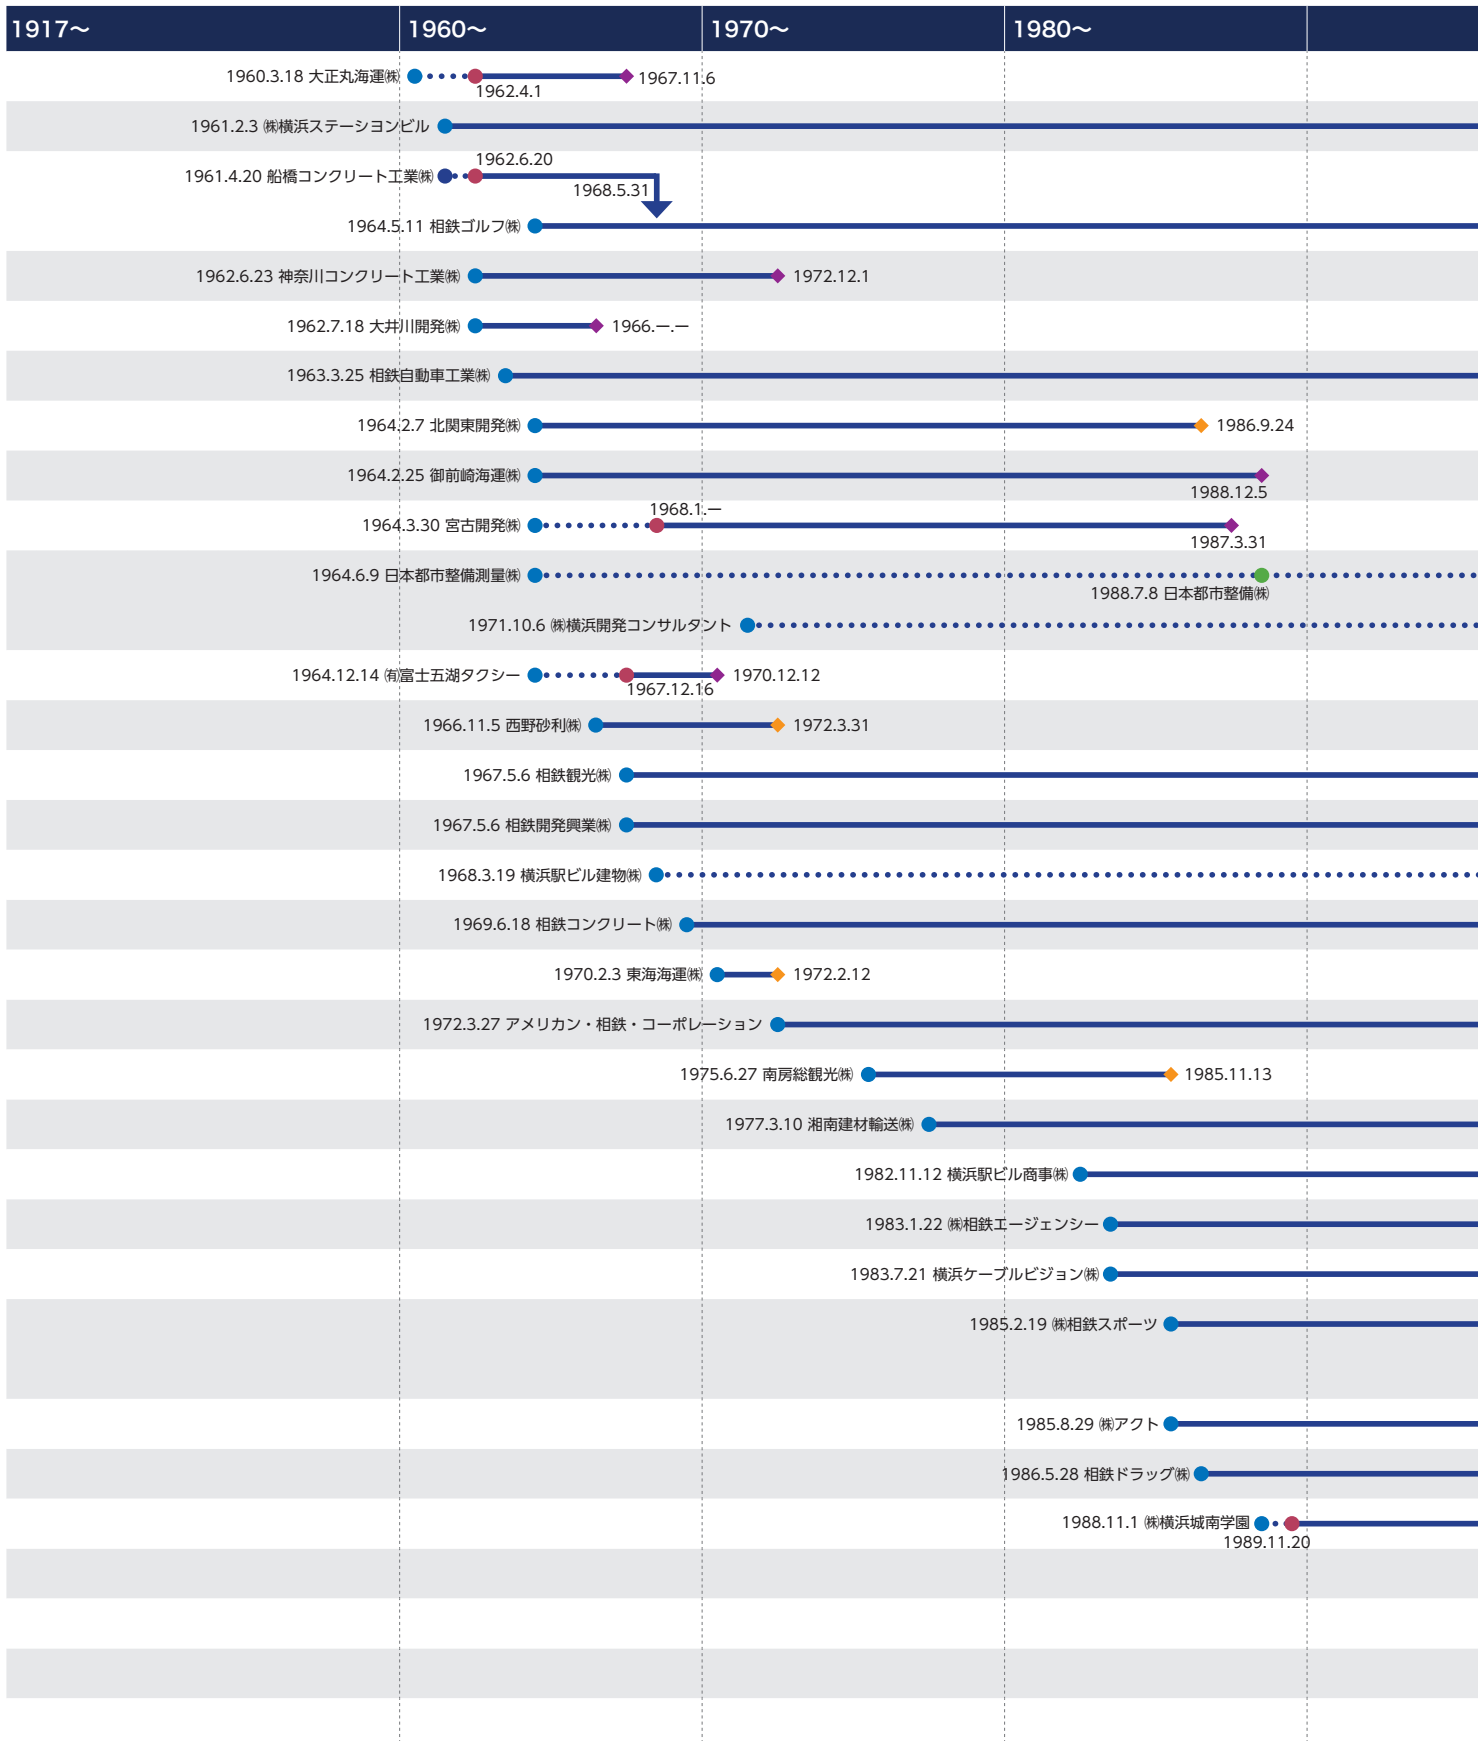 1917～ 1960～ 1970～ 1980～
1960.3.18 大正丸海運㈱ 1967.11.6
1962.4.1
1961.2.3 ㈱横浜ステーションビル
1962.6.20
1961.4.20 船橋コンクリート工業㈱
1968.5.31
1964.5.11 相鉄ゴルフ㈱
1962.6.23 神奈川コンクリート工業㈱ 1972.12.1
1962.7.18 大井川開発㈱ 1966.ー.ー
1963.3.25 相鉄自動車工業㈱
1964.2.7 北関東開発㈱ 1986.9.24
1964.2.25 御前崎海運㈱
1988.12.5
1968.1.ー
1964.3.30 宮古開発㈱
1987.3.31
1964.6.9 日本都市整備測量㈱
1988.7.8 日本都市整備㈱
1971.10.6 ㈱横浜開発コンサルタント
1964.12.14 ㈲富士五湖タクシー 1970.12.12
1967.12.16
1966.11.5 西野砂利㈱ 1972.3.31
1967.5.6 相鉄観光㈱
1967.5.6 相鉄開発興業㈱
1968.3.19 横浜駅ビル建物㈱
1969.6.18 相鉄コンクリート㈱
1970.2.3 東海海運㈱ 1972.2.12
1972.3.27 アメリカン・相鉄・コーポレーション
1975.6.27 南房総観光㈱ 1985.11.13
1977.3.10 湘南建材輸送㈱
1982.11.12 横浜駅ビル商事㈱
1983.1.22 ㈱相鉄エージェンシー
1983.7.21 横浜ケーブルビジョン㈱
1985.2.19 ㈱相鉄スポーツ
1985.8.29 ㈱アクト
1986.5.28 相鉄ドラッグ㈱
1988.11.1 ㈱横浜城南学園
1989.11.20